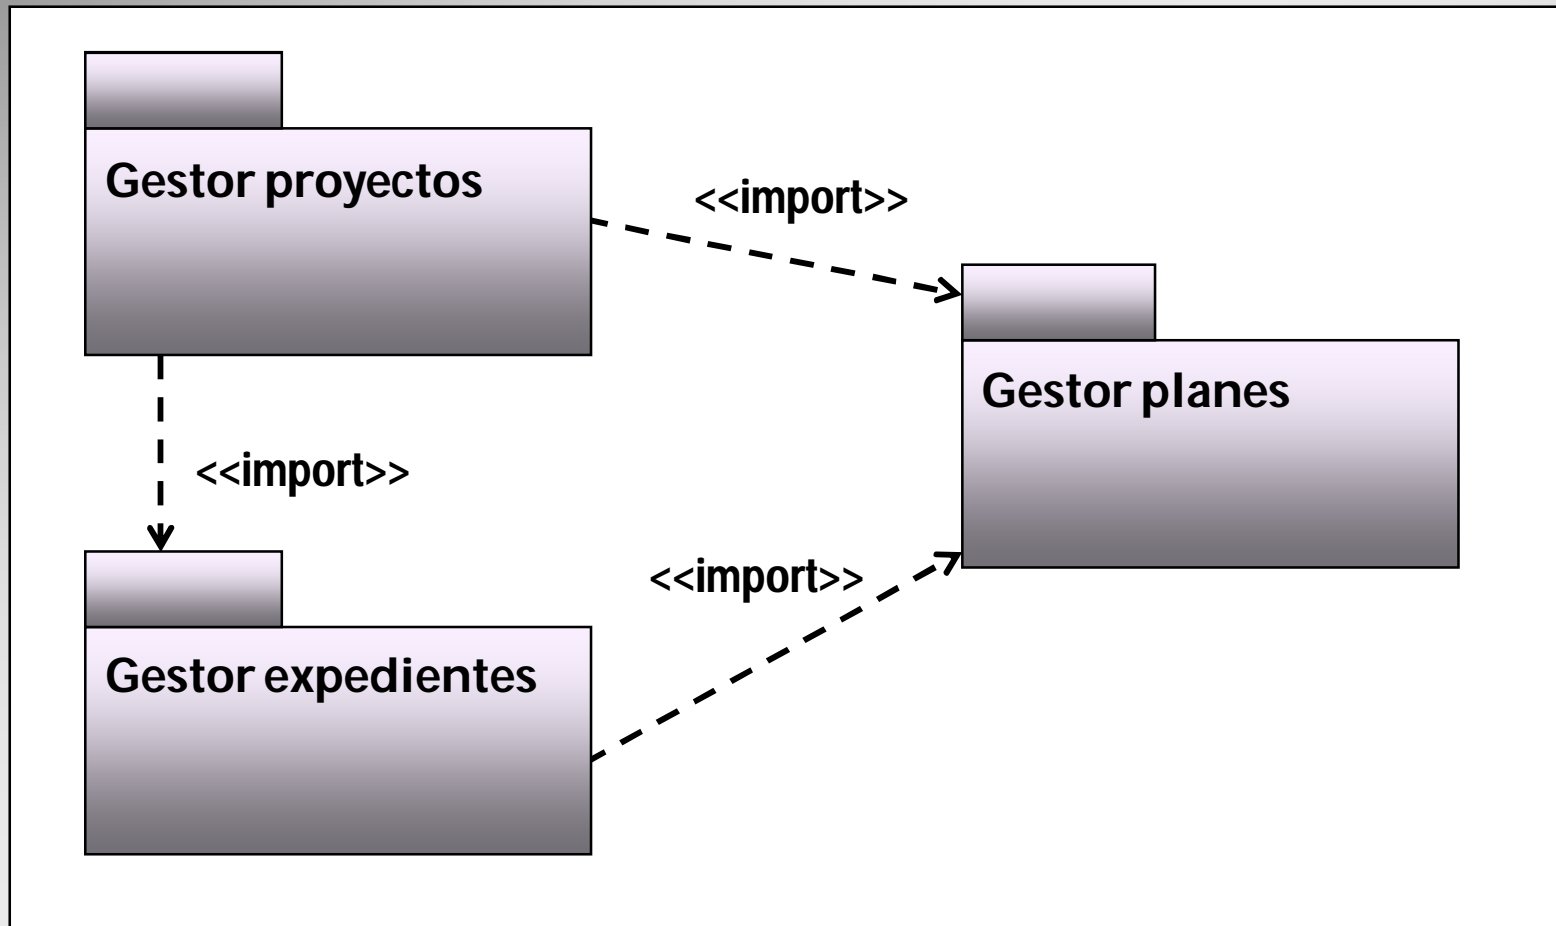 Gestor proyectos
<<import>>
Gestor planes
<<import>>
<<import>>
Gestor expedientes